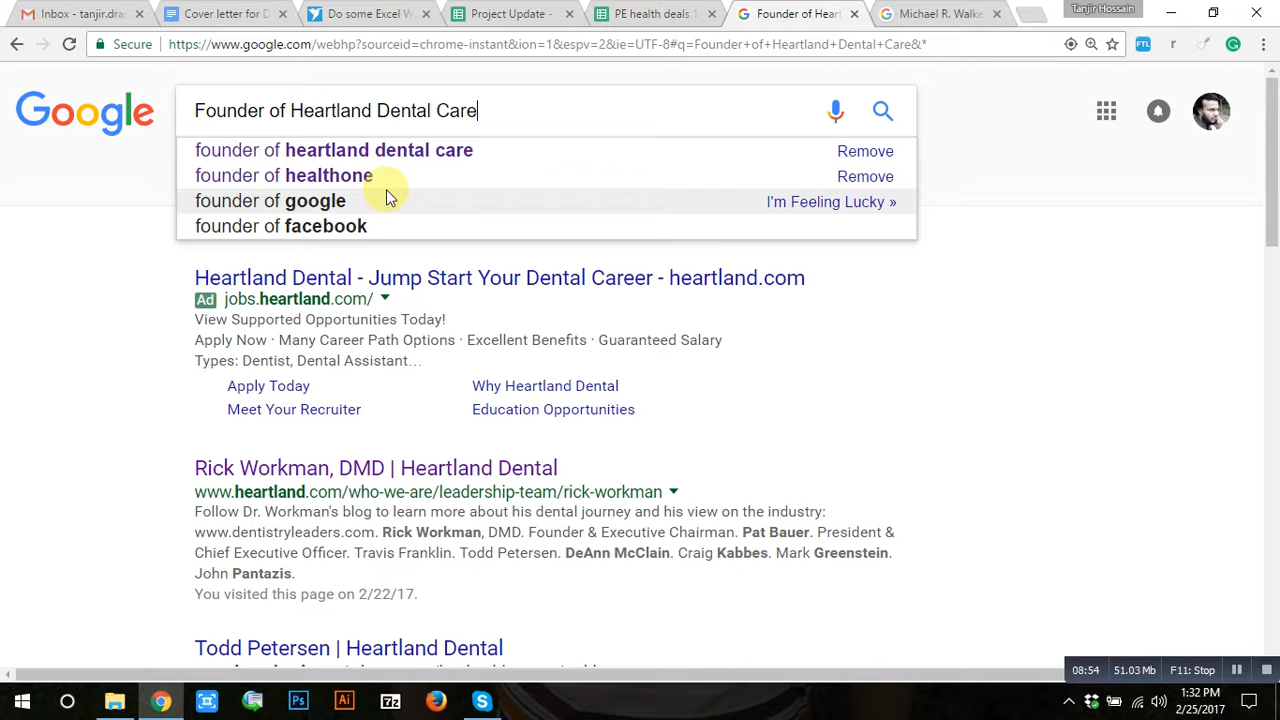 Inbox - tanjir.dra
Cover letter for D
Do some Excel W
Project Update -
PE health deals 1
Founder of Hear
Michael R. Walke
Tanjir Hossain
Secure
https://www.google.com/webhp?sourceid=chrome-instant&ion=1&espv=2&ie=UTF-8#q=Founder+of+Heartland+Dental+Care&*
FTL
r
Google
Founder of Heartland Dental Care
founder of heartland dental care Remove
founder of healthone Remove
founder of google I'm Feeling Lucky »
founder of facebook
Heartland Dental - Jump Start Your Dental Career - heartland.com
Ad jobs.heartland.com/
View Supported Opportunities Today!
Apply Now · Many Career Path Options · Excellent Benefits · Guaranteed Salary
Types: Dentist, Dental Assistant…
Apply Today Why Heartland Dental
Meet Your Recruiter Education Opportunities
Rick Workman, DMD | Heartland Dental
www.heartland.com/who-we-are/leadership-team/rick-workman
Follow Dr. Workman's blog to learn more about his dental journey and his view on the industry:
www.dentistryleaders.com. Rick Workman, DMD. Founder & Executive Chairman. Pat Bauer. President &
Chief Executive Officer. Travis Franklin. Todd Petersen. DeAnn McClain. Craig Kabbes. Mark Greenstein.
John Pantazis.
You visited this page on 2/22/17.
Todd Petersen | Heartland Dental
08:54 51.03 Mb F11: Stop
Ps
Ai
7z
1:32 PM
2/25/2017